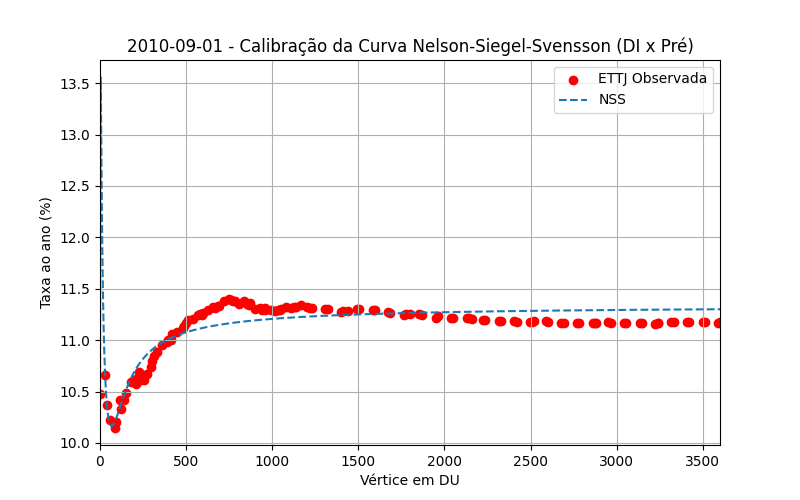 2010-09-01 - Calibração da Curva Nelson-Siegel-Svensson (DI x Pré)
ETTJ Observada
NSS
Taxa ao ano (%)
13.5
13.0
12.5
12.0
11.5
11.0
10.5
10.0
0 500 1000 1500 2000 2500 3000 3500
Vértice em DU